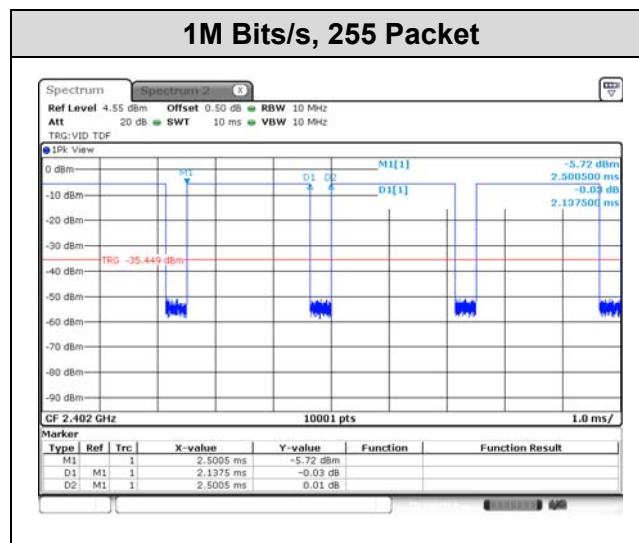 1M Bits/s, 255 Packet
Spectrum Spectrum 2 X
Ref Level 4.55 dBm Offset 0.50 dB RBW 10 MHz
Att 20 dB SWT 10 ms VBW 10 MHz
TRG:VID TDF
1Pk View
M1[1] -5.72 dBm
2.500500 ms
D1[1] -0.03 dB
2.137500 ms
0 dBm
M1 D1 D2
-10 dBm
-20 dBm
-30 dBm
TRG -35.449 dBm
-40 dBm
-50 dBm
-60 dBm
-70 dBm
-80 dBm
-90 dBm
CF 2.402 GHz 10001 pts 1.0 ms/
Marker
Type Ref Trc X-value Y-value Function Function Result
M1 1 2.5005 ms -5.72 dBm
D1 M1 1 2.1375 ms -0.03 dB
D2 M1 1 2.5005 ms 0.01 dB